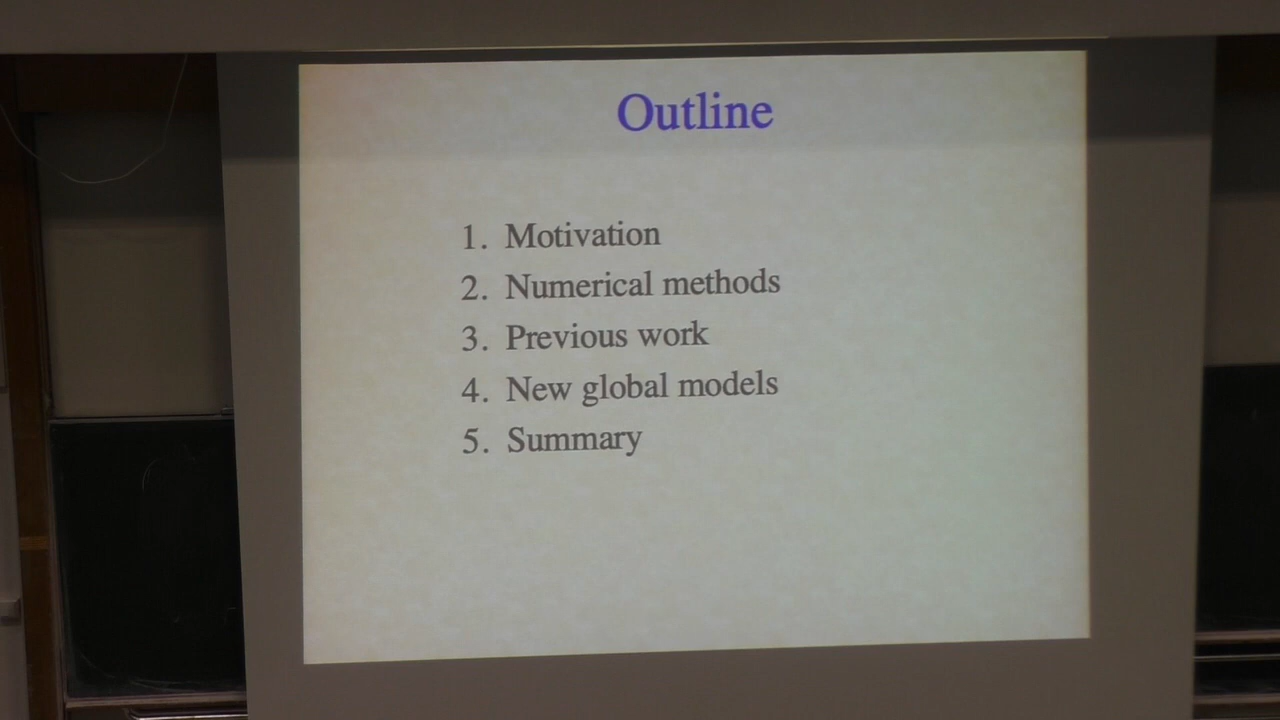 Outline
1. Motivation
2. Numerical methods
3. Previous work
4. New global models
5. Summary